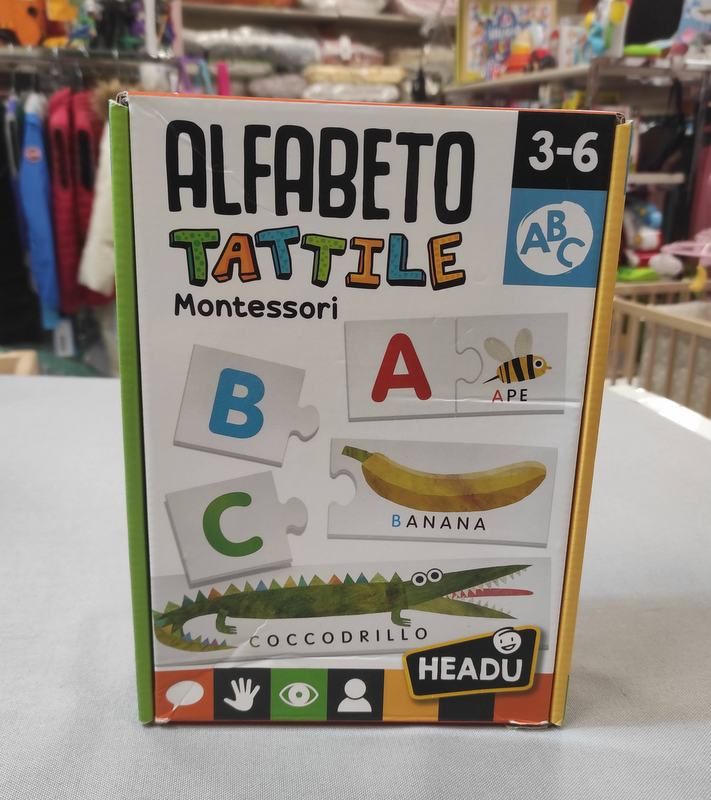 ALFABETO
TATTILE
Montessori
3-6
ABC
A
APE
B
BANANA
C
COCCODRILLO
HEADU